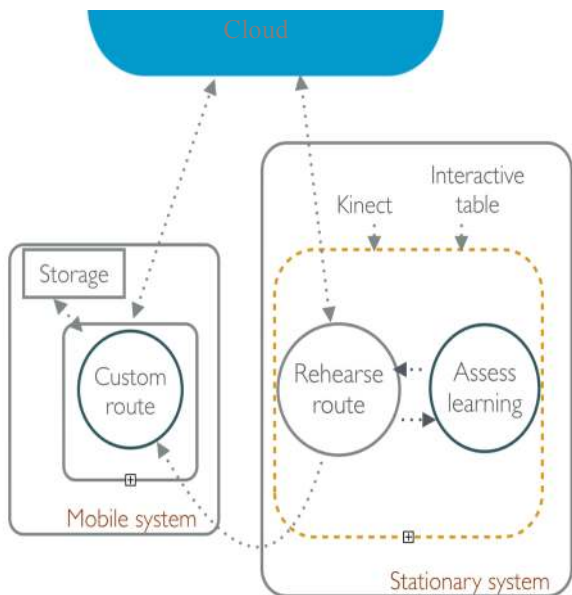 Cloud
Interactive
table
Kinect
Storage
Custom
route
Rehearse
route
Assess
learning
Mobile system
Stationary system